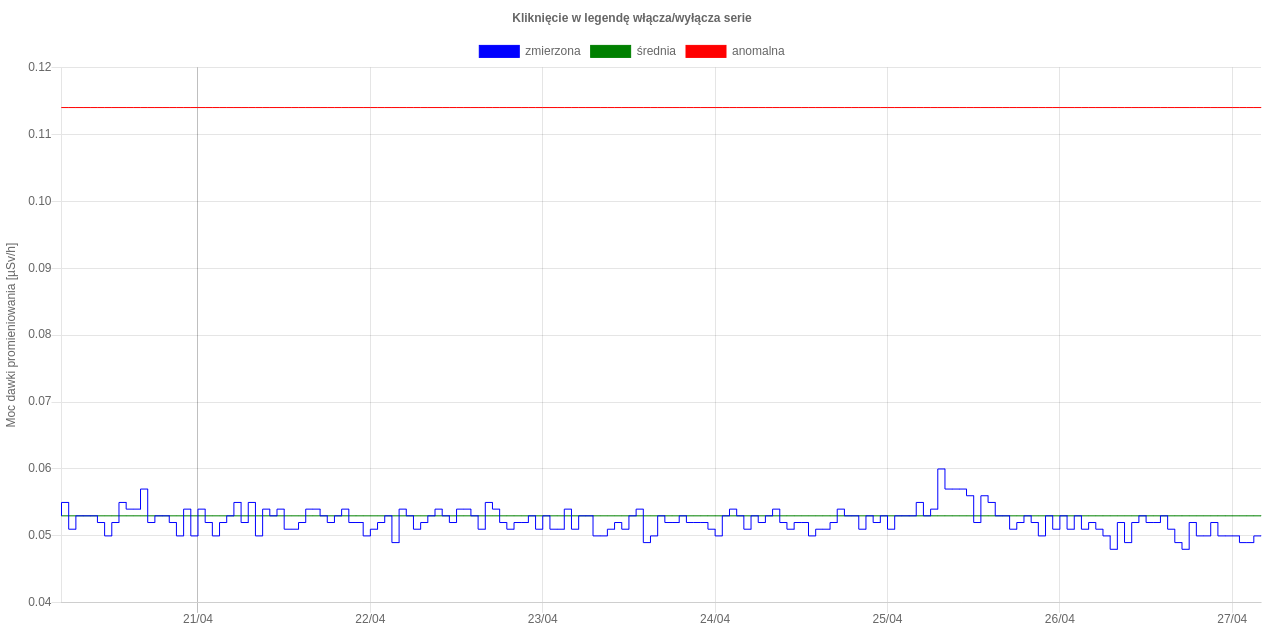 Kliknięcie w legendę włącza/wyłącza serie
zmierzona średnia anomalna
Moc dawki promieniowania [µSv/h]
0.12
0.11
0.10
0.09
0.08
0.07
0.06
0.05
0.04
21/04 22/04 23/04 24/04 25/04 26/04 27/04